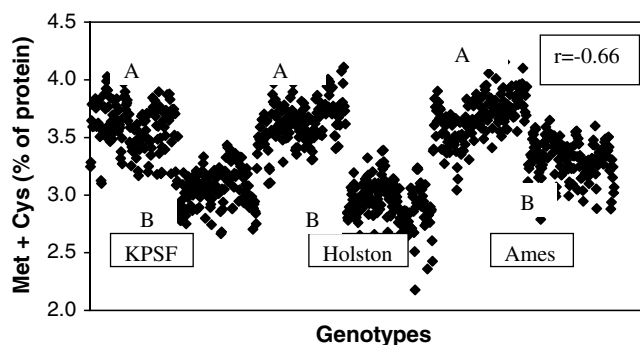 4.5
4.0
3.5
3.0
2.5
2.0
Met + Cys (% of protein)
A
A
A
r=-0.66
B
B
B
KPSF
Holston
Ames
Genotypes